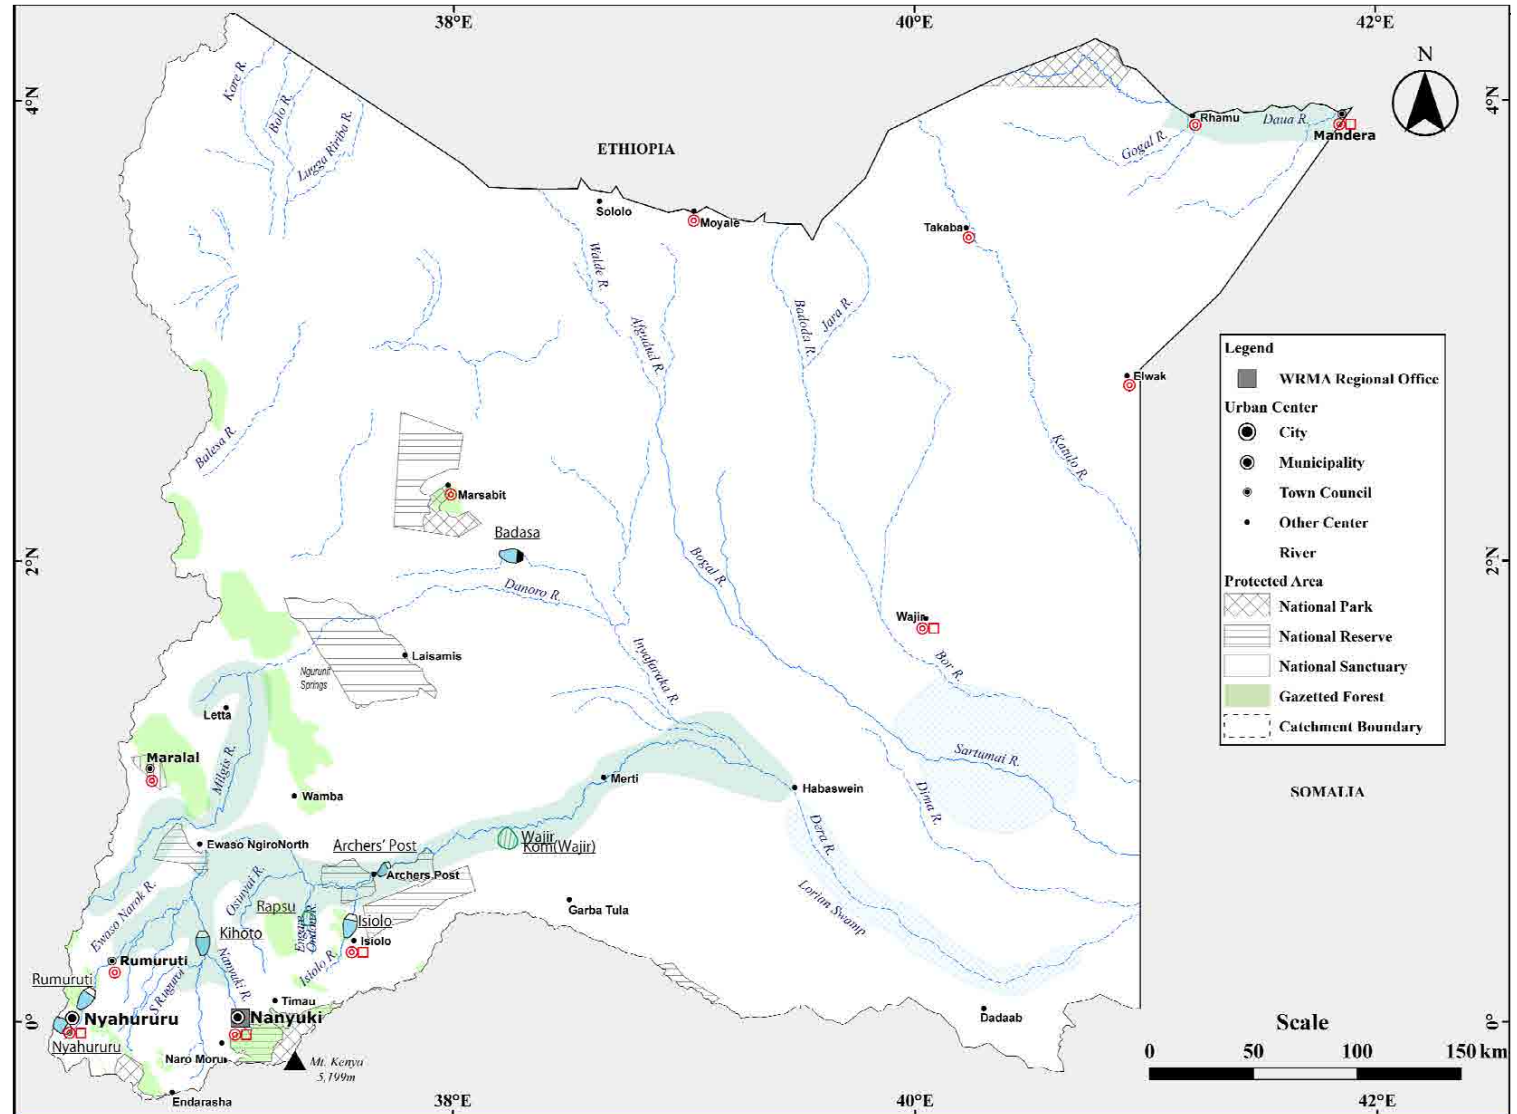 38°E
40°E
42°E
4°N
4°N
N
Kore R.
Bolo R.
Lugga Ririba R.
ETHIOPIA
Rhamu
Daua R.
Mandera
Gogal R.
Sololo
Moyale
Takaba
Walde R.
Afgudud R.
Badoda R.
Jara R.
Elwak
Balesa R.
Katulo R.
Legend
WRMA Regional Office
Urban Center
City
Municipality
Town Council
Other Center
River
Protected Area
National Park
National Reserve
National Sanctuary
Gazetted Forest
Catchment Boundary
Marsabit
Badasa
2°N
2°N
Danoro R.
Bogal R.
Wajir
Bor R.
Laisamis
Ngurunit
Springs
Inyafaraka R.
Letta
Maralal
Milgis R.
Sartumai R.
Merti
Habaswein
Wamba
Dima R.
SOMALIA
Dera R.
Ewaso NgiroNorth
Archers' Post
Wajir
Kom(Wajir)
Archers Post
Osinyai R.
Ewaso Narok R.
Rapsu
Engare
Ondare R.
Isiolo
Garba Tula
Lorian Swamp
Kihoto
Isiolo
Isiolo R.
Nanyuki R.
Rumuruti
Rumuruti
S Ruguruí
Timau
Nyahururu
Nanyuki
Dadaab
0°
0°
Nyahururu
Naro Moru
Mt. Kenya
5,199m
Endarasha
Scale
0
50
100
150 km
38°E
40°E
42°E